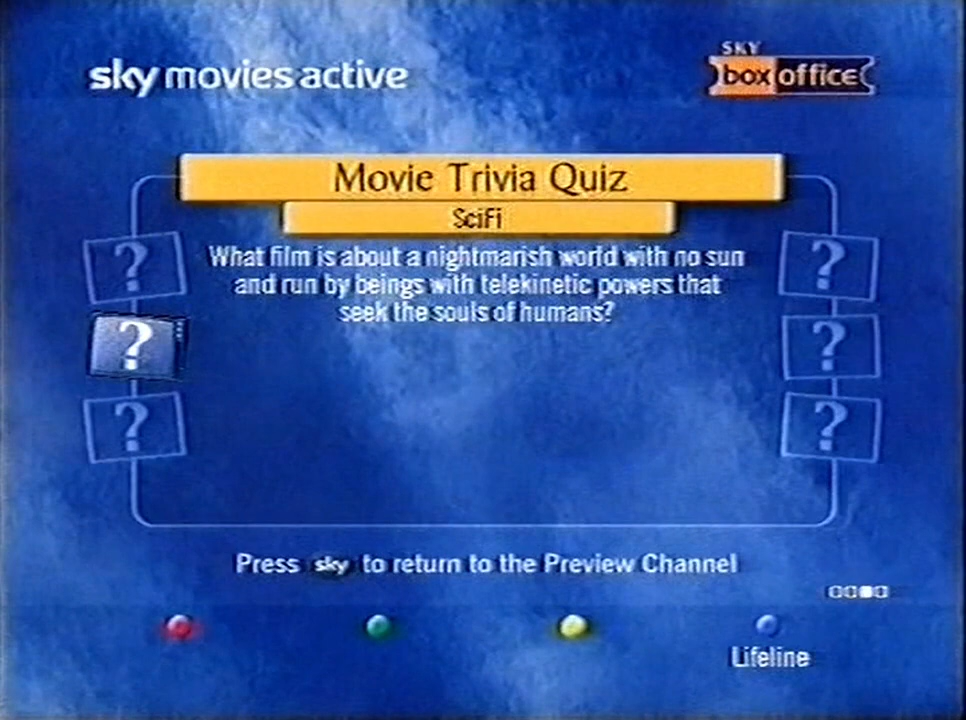 sky movies active
SKY
box office
Movie Trivia Quiz
SciFi
What film is about a nightmarish world with no sun
and run by beings with telekinetic powers that
seek the souls of humans?
?
?
?
?
?
?
Press sky to return to the Preview Channel
Lifeline